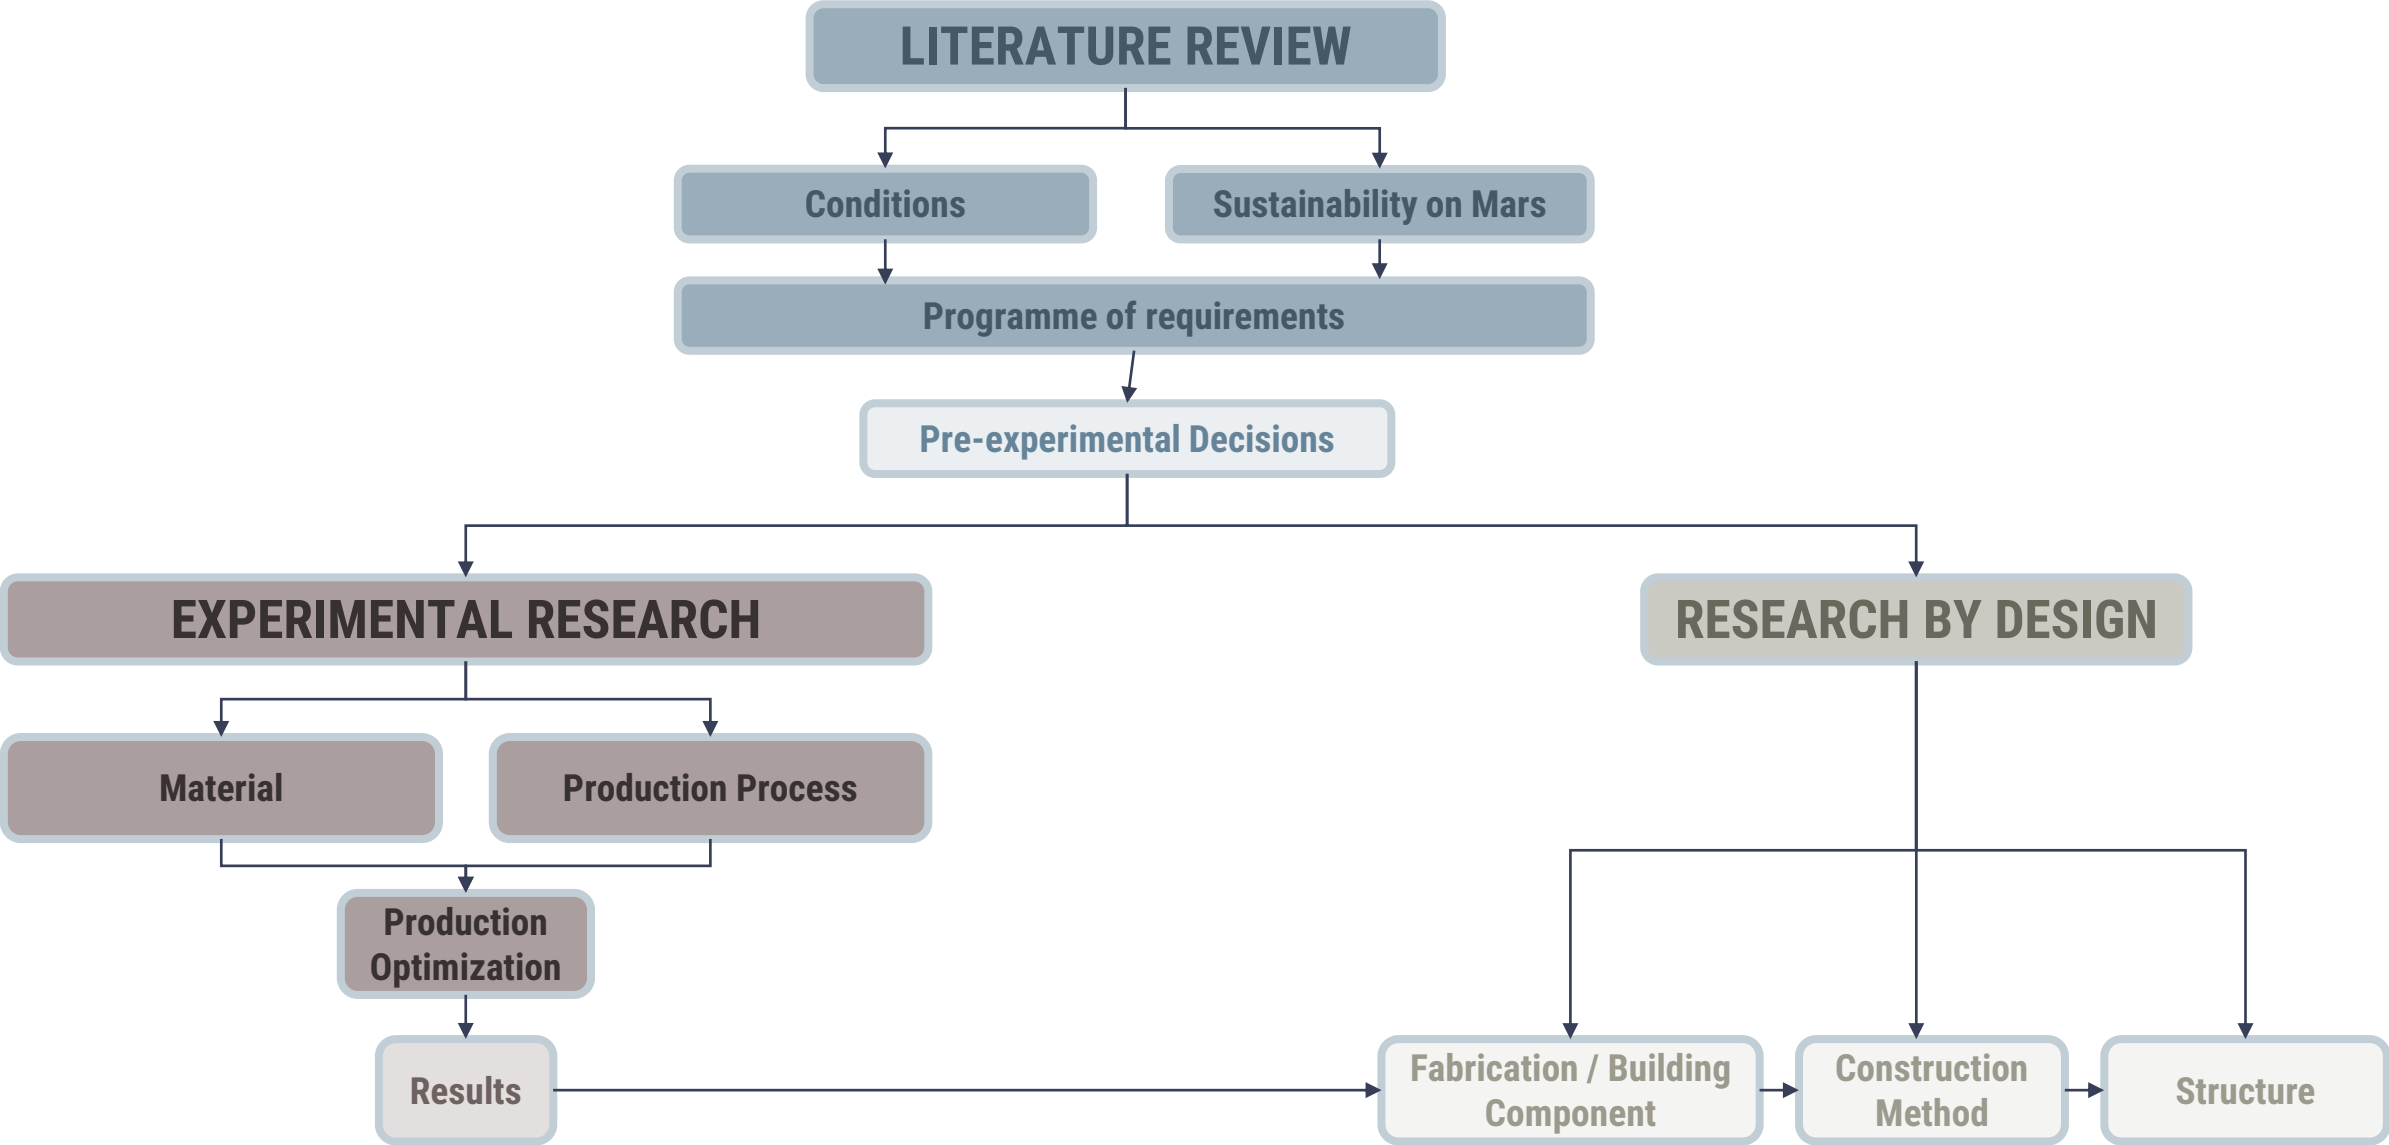 LITERATURE REVIEW
Conditions
Sustainability on Mars
Programme of requirements
Pre-experimental Decisions
EXPERIMENTAL RESEARCH
RESEARCH BY DESIGN
Material
Production Process
Production
Optimization
Results
Fabrication / Building
Component
Construction
Method
Structure